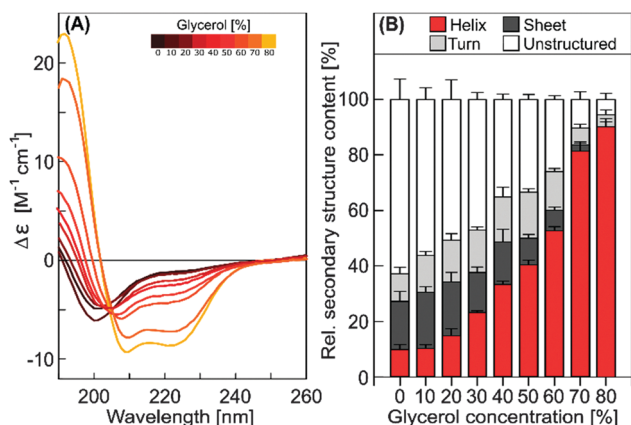 (A)
Glycerol [%]
0 10 20 30 40 50 60 70 80
20
10
0
-10
Δε [M⁻¹ cm⁻¹]
200 220 240 260
Wavelength [nm]
(B)
Helix Sheet
Turn Unstructured
100
80
60
40
20
0
Rel. secondary structure content [%]
0 10 20 30 40 50 60 70 80
Glycerol concentration [%]